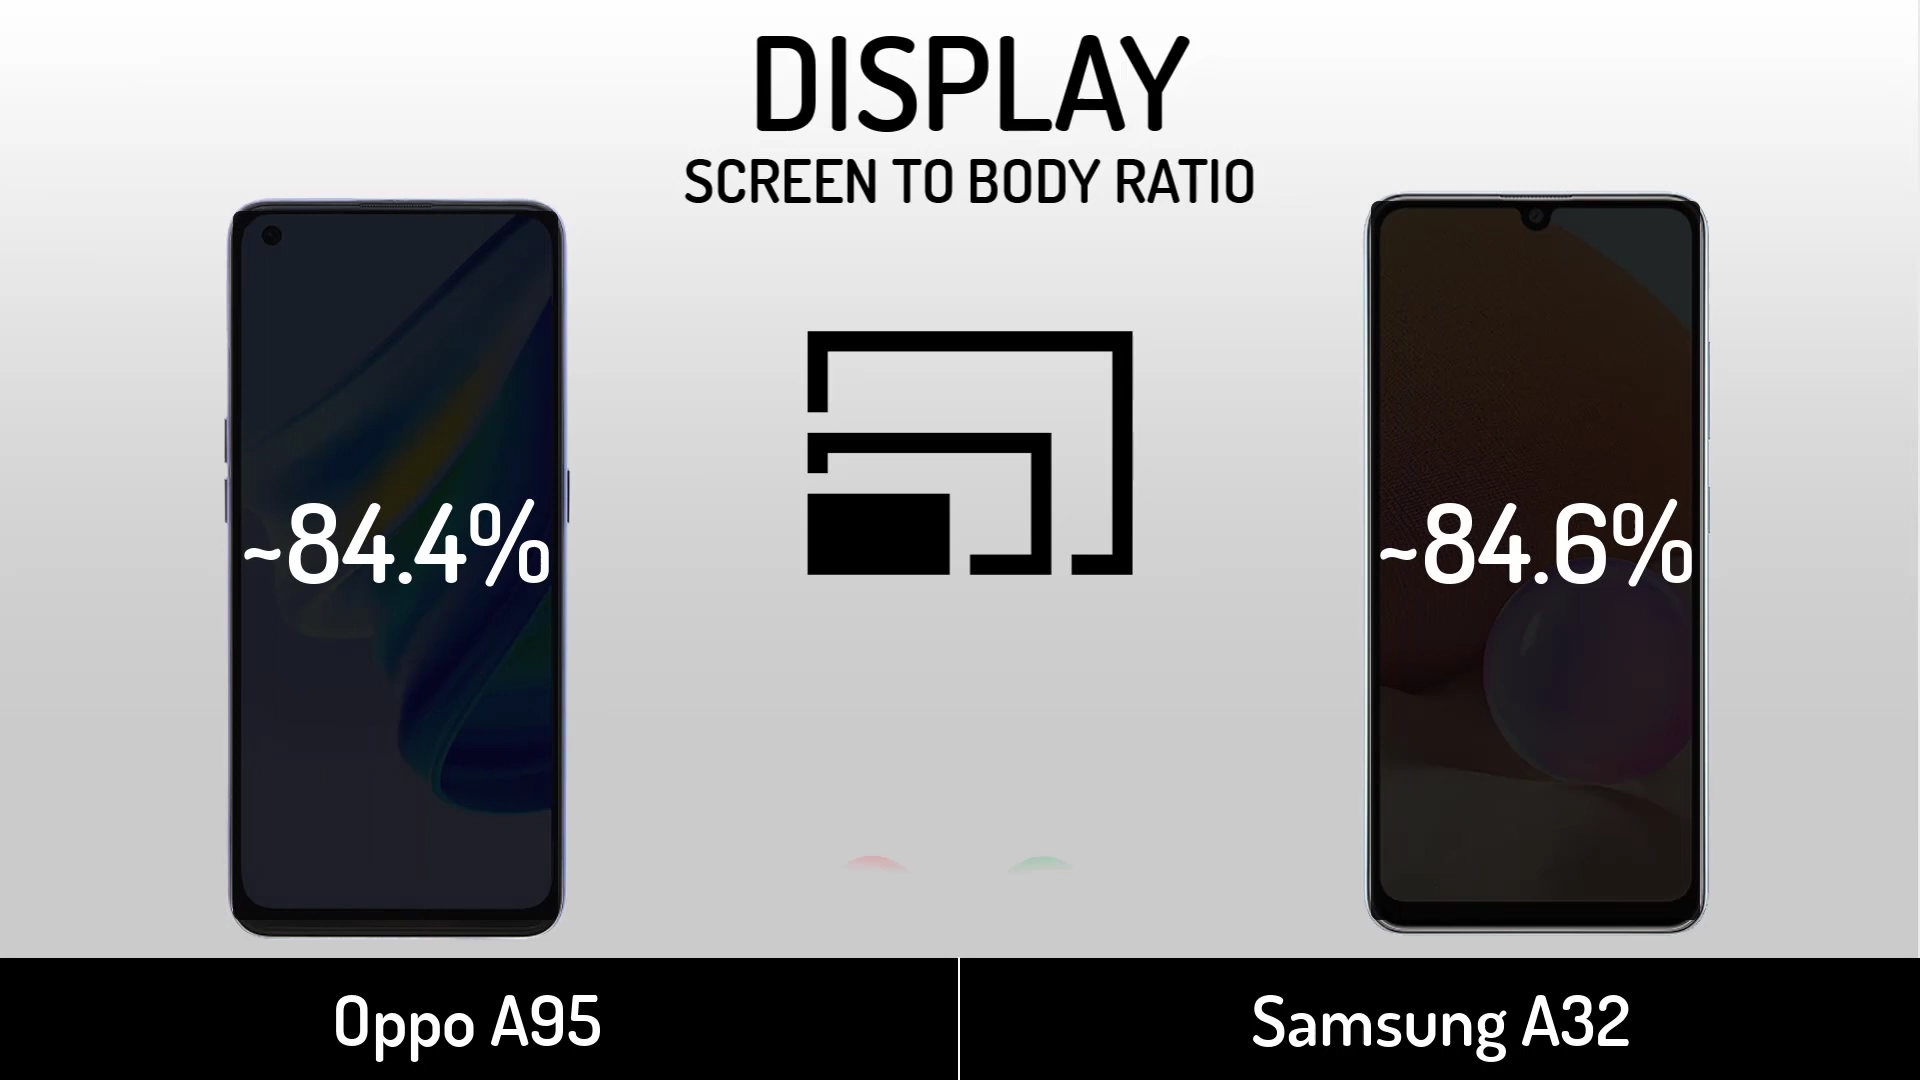 DISPLAY
SCREEN TO BODY RATIO
~84.4%
~84.6%
Oppo A95
Samsung A32